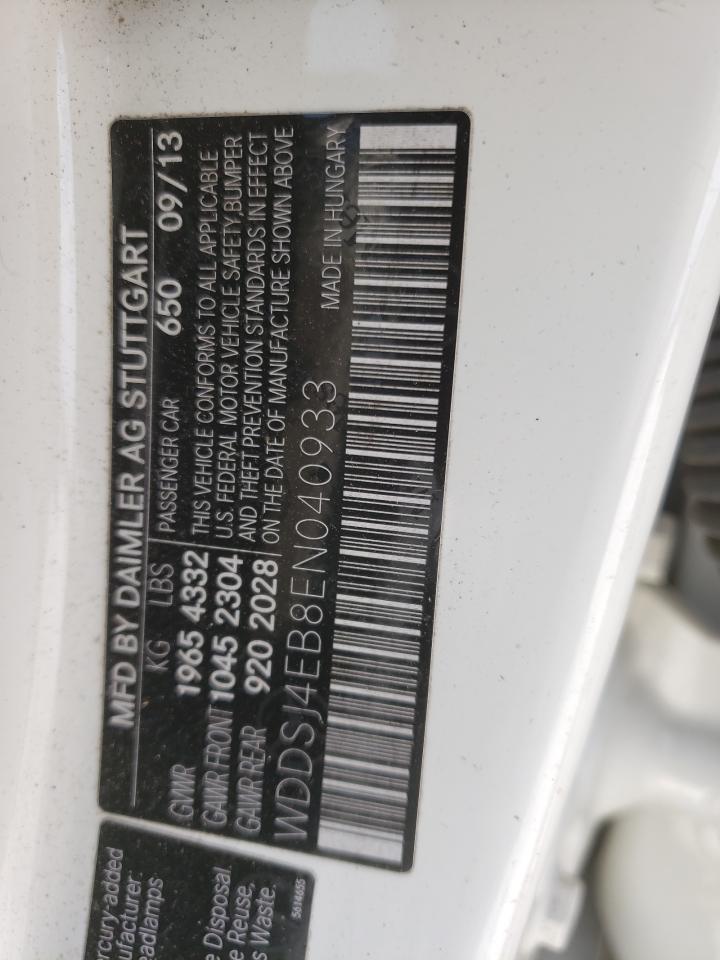 MFD BY DAIMLER AG STUTTGART
KG LBS PASSENGER CAR 650 09/13
GVWR 1965 4332 THIS VEHICLE CONFORMS TO ALL APPLICABLE
GAWR FRONT 1045 2304 U.S. FEDERAL MOTOR VEHICLE SAFETY,BUMPER
GAWR REAR 920 2028 AND THEFT PREVENTION STANDARDS IN EFFECT
ON THE DATE OF MANUFACTURE SHOWN ABOVE
WDDSJ4EB8EN040933 MADE IN HUNGARY
ercury-added
ufacturer:
eadlamps
e Disposal
e Reuse,
s Waste.
5614655